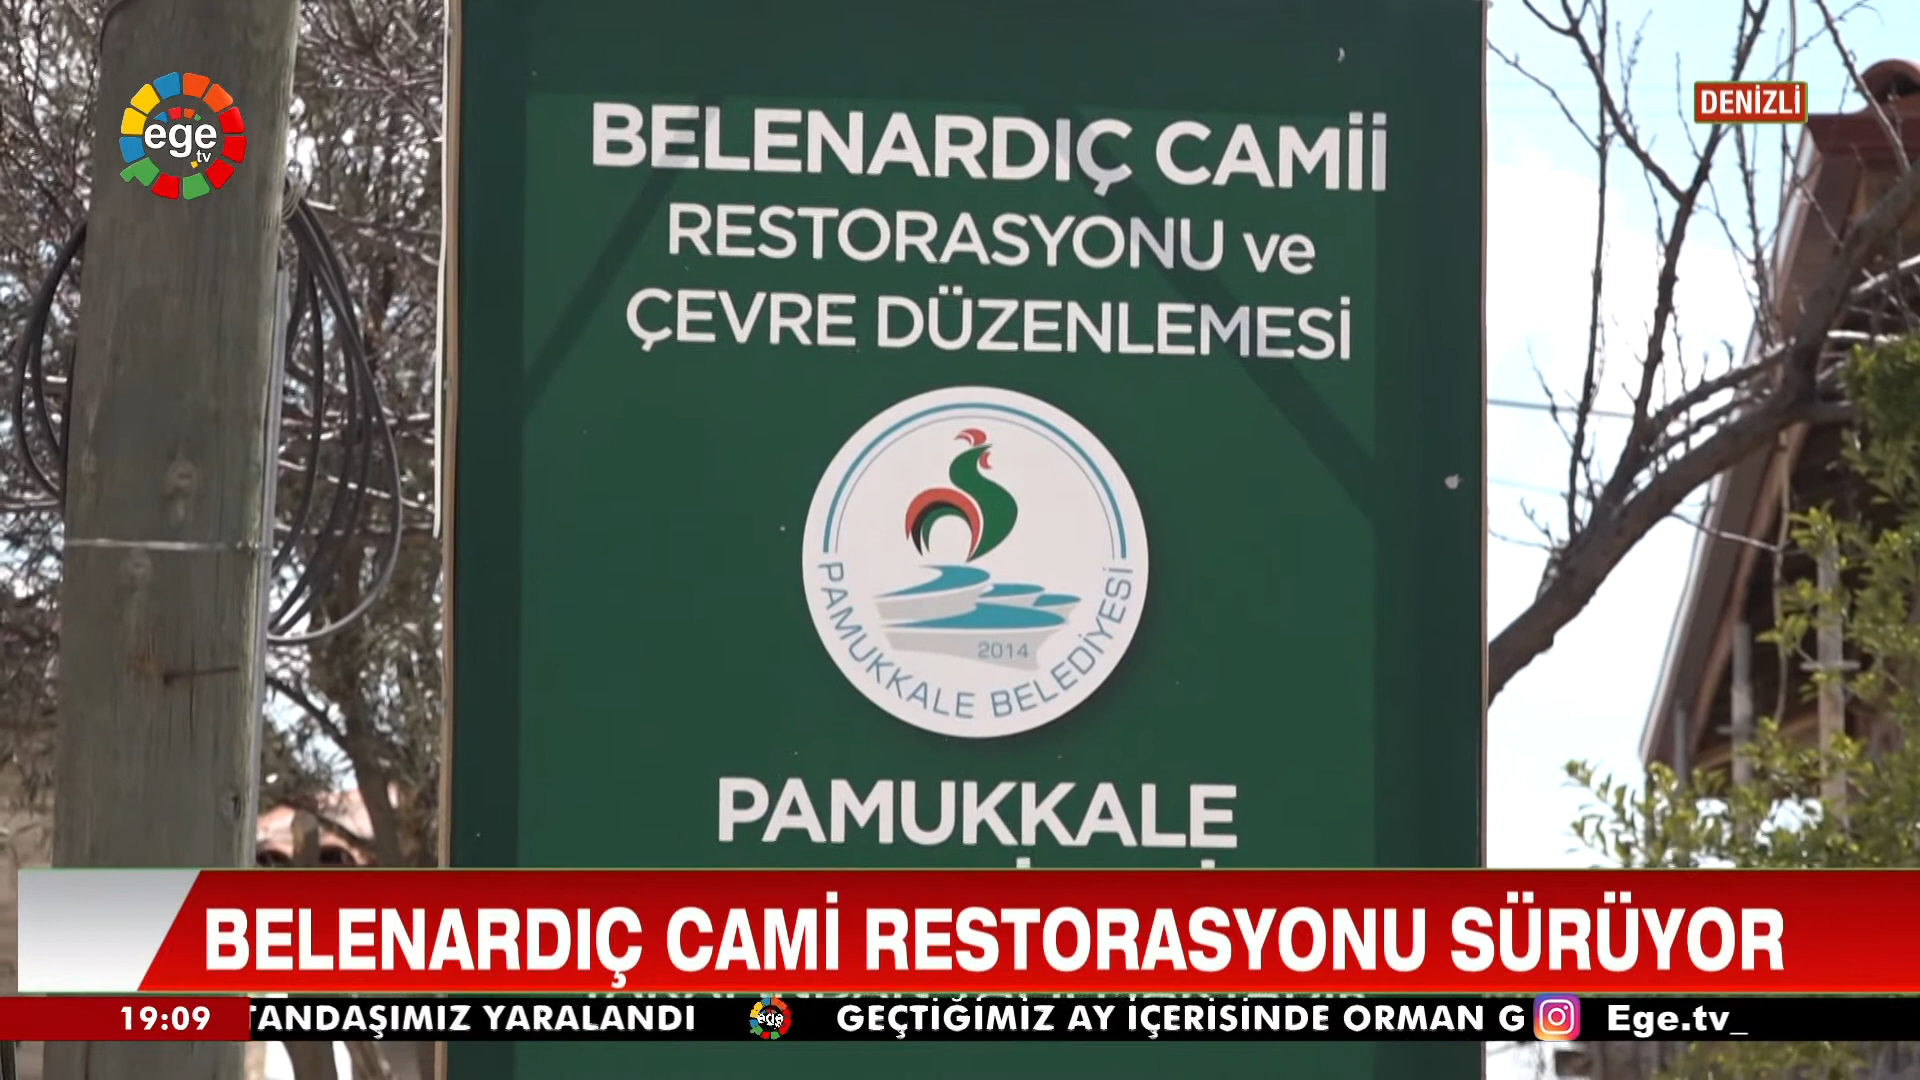 ege
tv
DENİZLİ
BELENARDIÇ CAMİİ
RESTORASYONU ve
ÇEVRE DÜZENLEMESİ
2014
PAMUKKALE BELEDİYESİ
PAMUKKALE
BELENARDIÇ CAMİ RESTORASYONU SÜRÜYOR
19:09 TANDAŞIMIZ YARALANDI ege GEÇTİĞİMİZ AY İÇERİSİNDE ORMAN G Ege.tv_